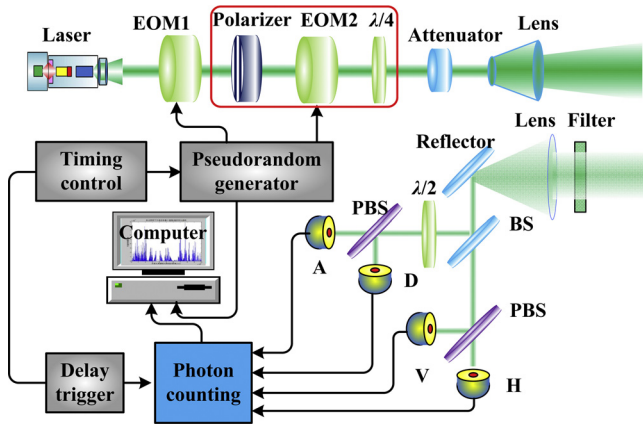 Laser
EOM1
Polarizer
EOM2
λ/4
Attenuator
Lens
Timing
control
Pseudorandom
generator
Reflector
Lens
Filter
λ/2
PBS
BS
Computer
A
D
PBS
V
H
Delay
trigger
Photon
counting